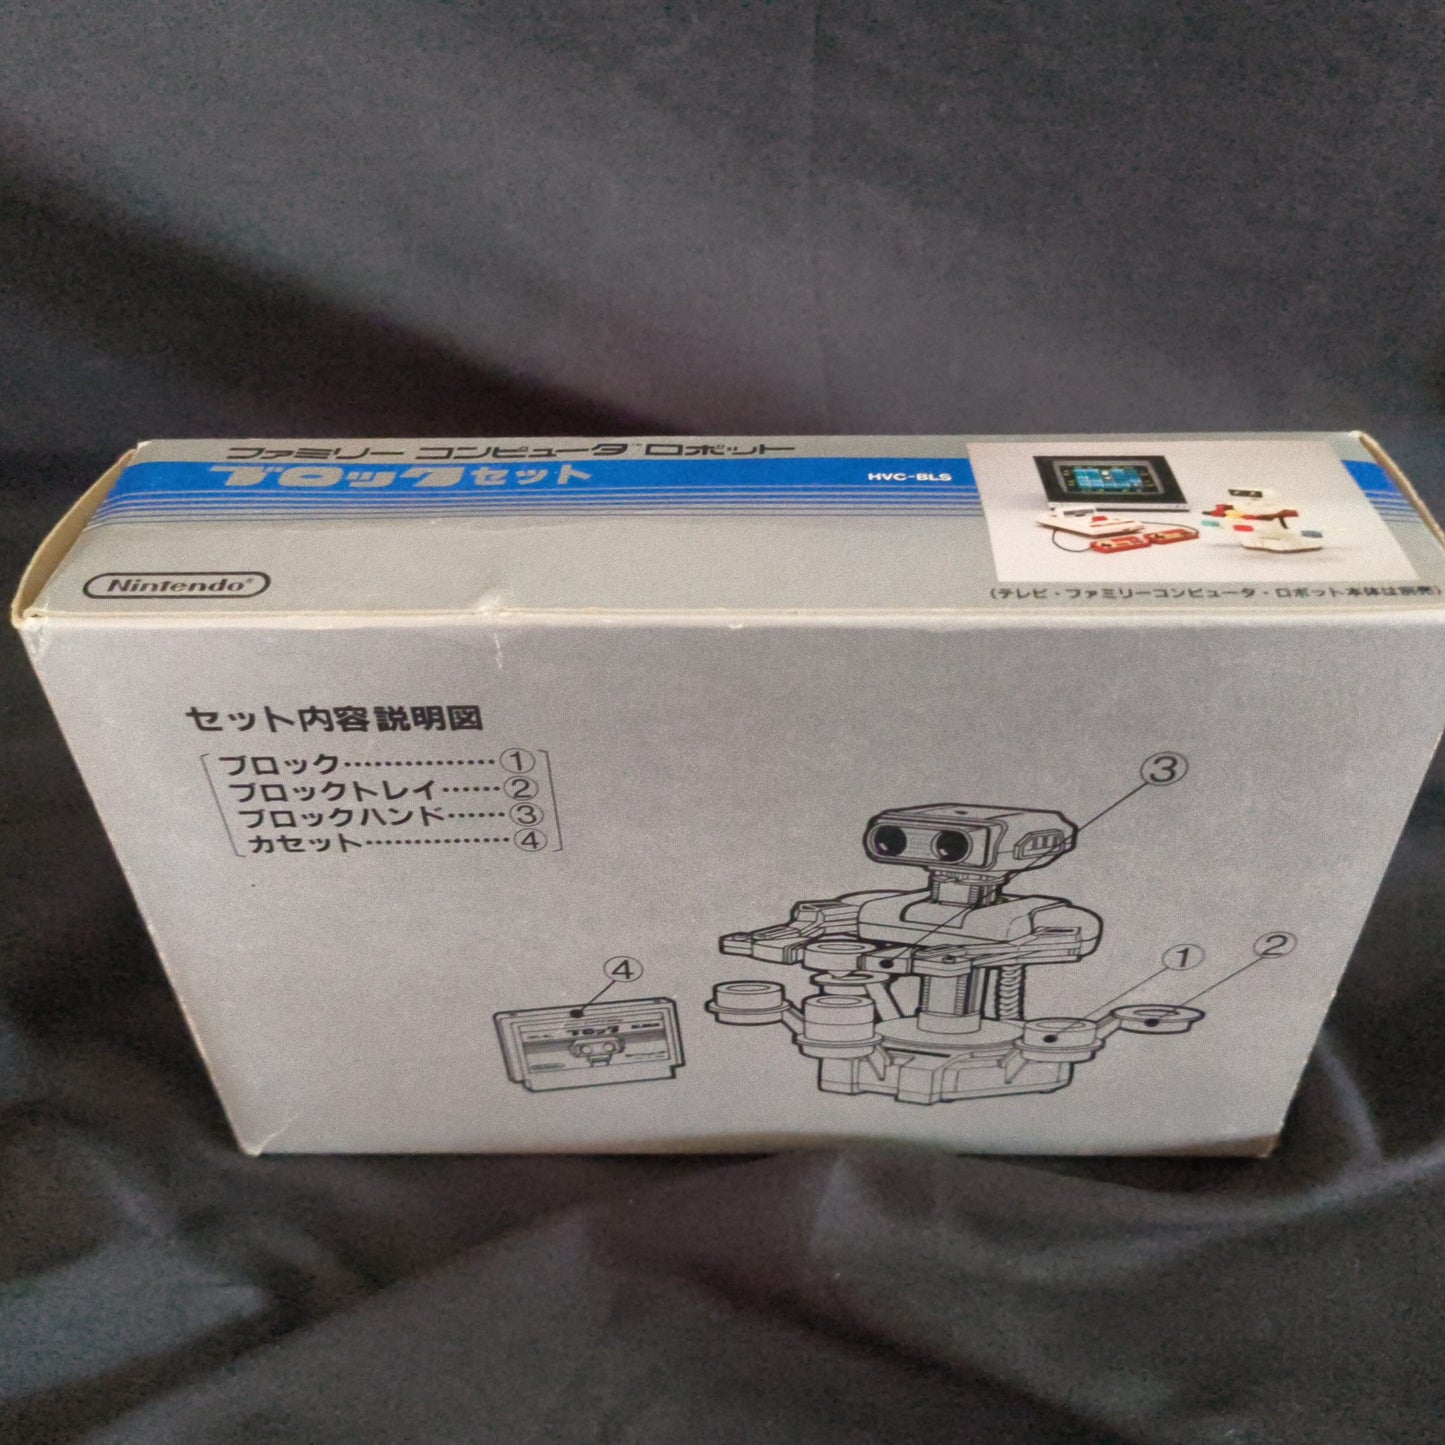 ファミリー コンピュータ ロボット
ブロックセット
HVC-BLS
Nintendo®
(テレビ・ファミリーコンピュータ・ロボット本体は別売)
セット内容説明図
ブロック……………①
ブロックトレイ……②
ブロックハンド……③
カセット……………④
③
①
②
④
ブロック